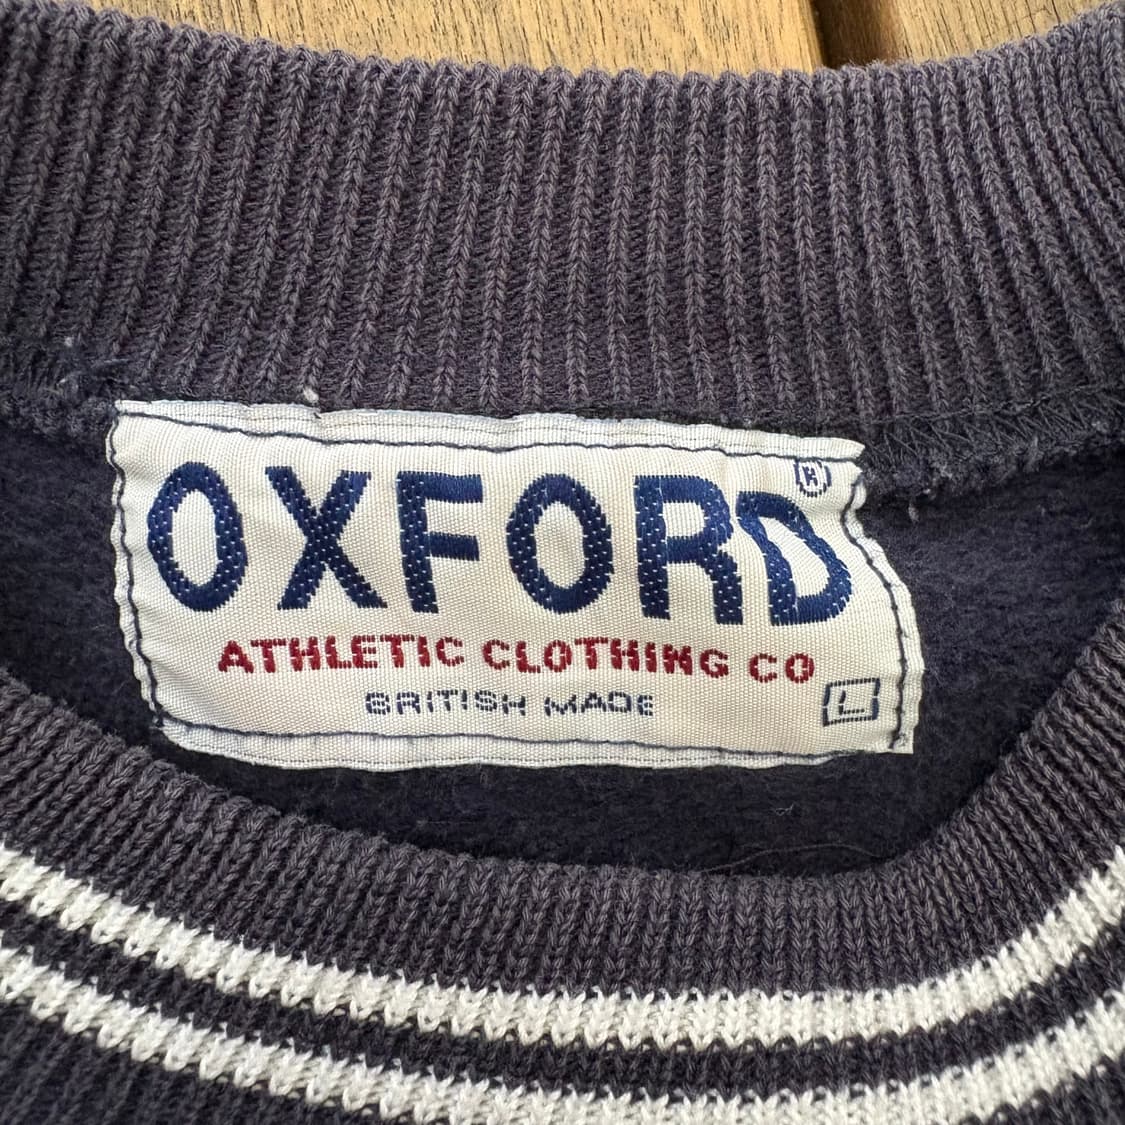 OXFORD®
ATHLETIC CLOTHING CO
BRITISH MADE
L